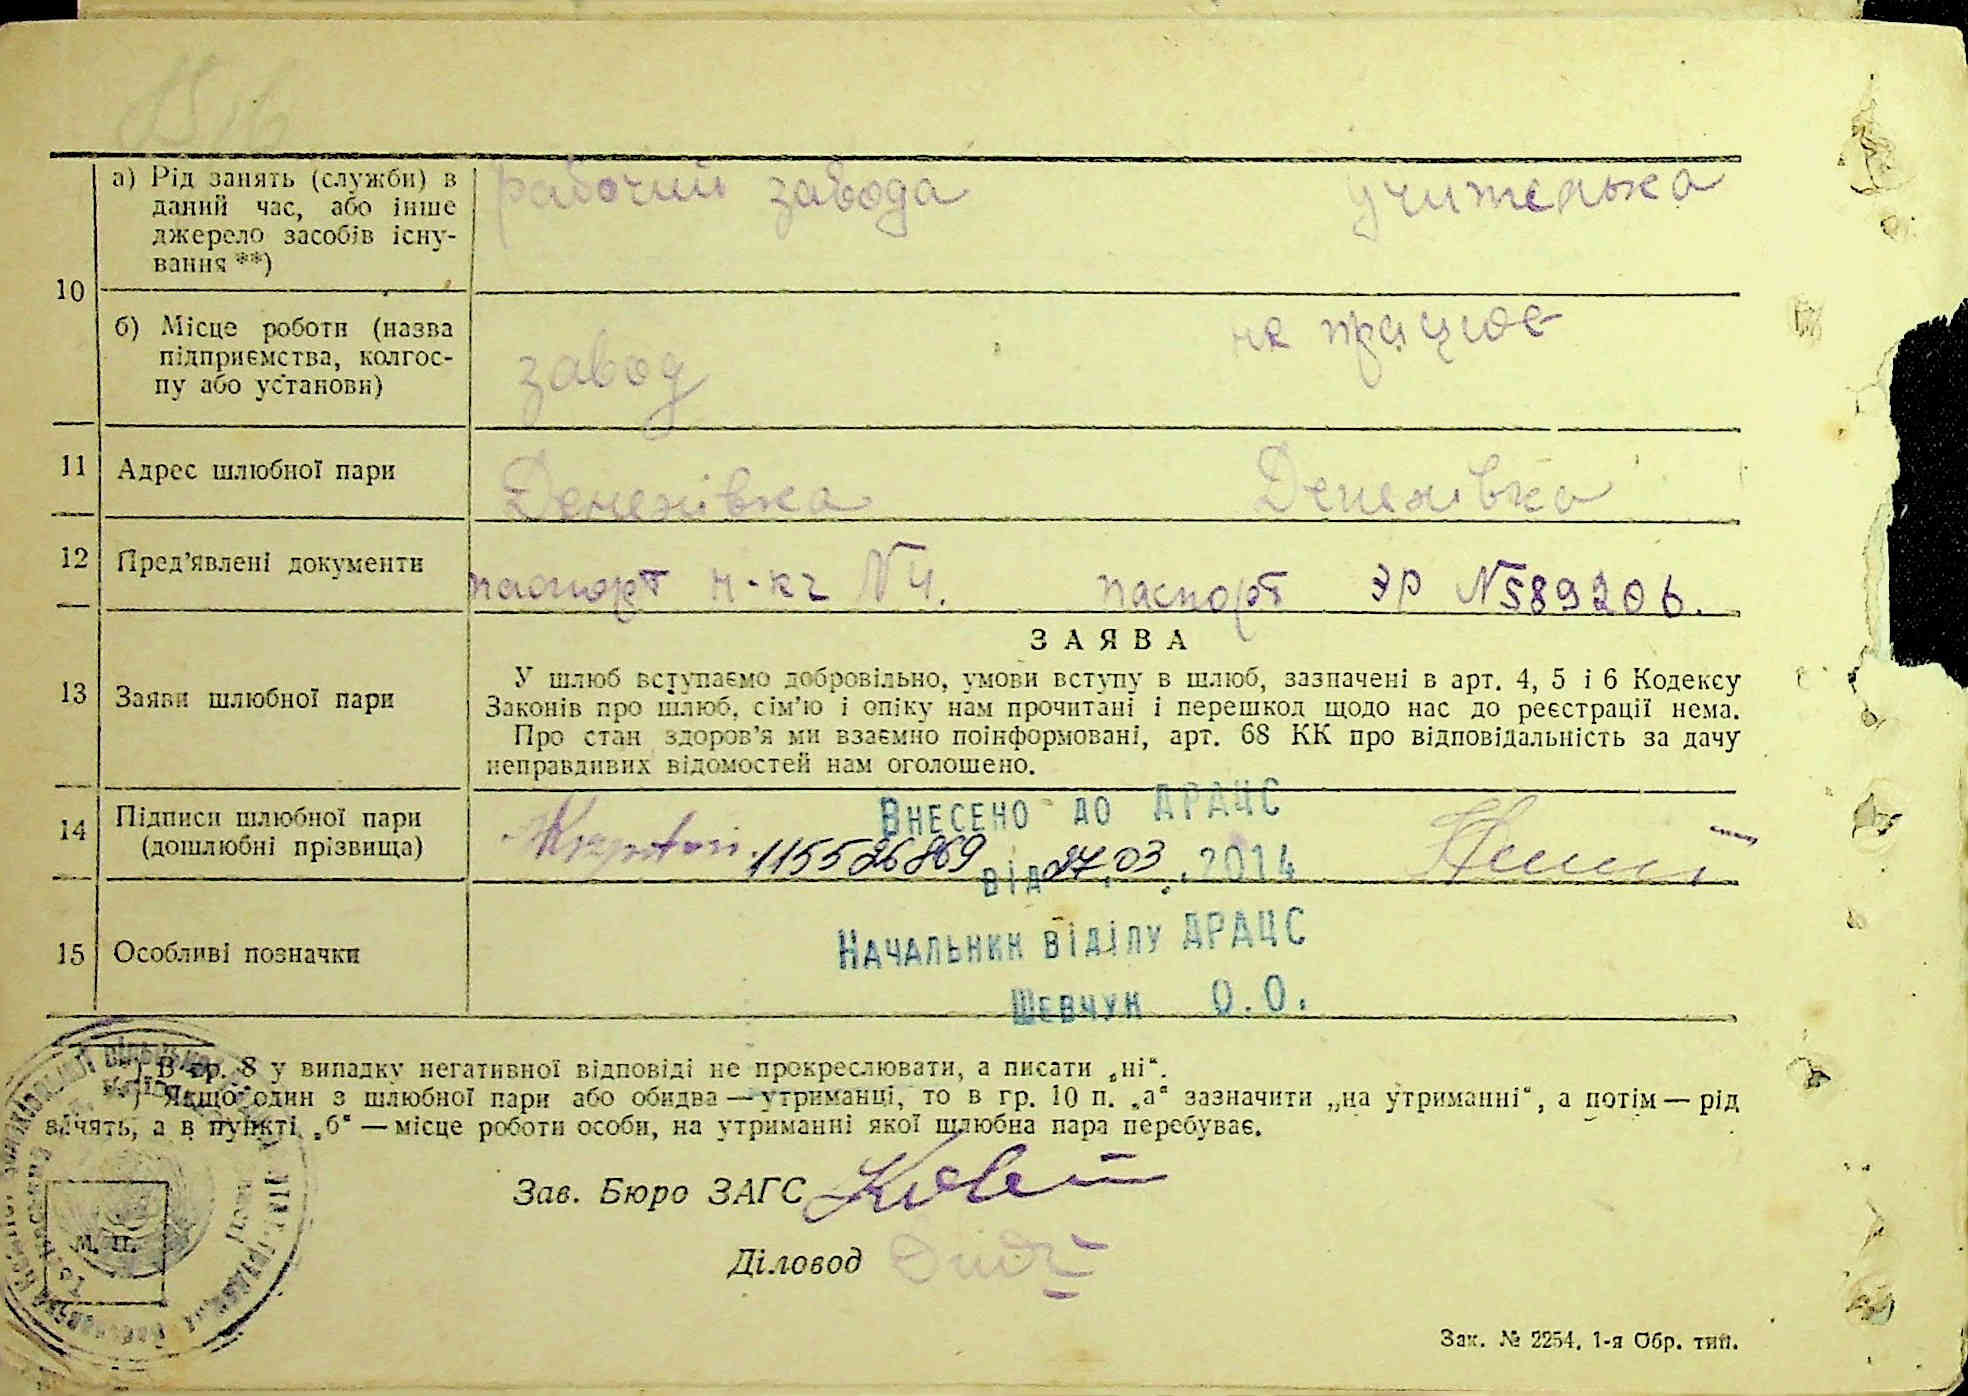 а) Рід занять (служби) в
даний час, або інше
джерело засобів існу-
вання **)
рабочий завода
учителька
10
б) Місце роботи (назва
підприємства, колгос-
пу або установи)
завод
не працює
11 Адрес шлюбної пари
Денежівка
Денежівка
12 Пред’явлені документи
паспорт
паспорт ЭР N589206.
ЗАЯВА
13 Заяви шлюбної пари
У шлюб вступаємо добровільно, умови вступу в шлюб, зазначені в арт. 4, 5 і 6 Кодексу
Законів про шлюб, сім’ю і опіку нам прочитані і перешкод щодо нас до реєстрації нема.
Про стан здоров’я ми взаємно поінформовані, арт. 68 КК про відповідальність за дачу
неправдивих відомостей нам оголошено.
14 Підписи шлюбної пари
(дошлюбні прізвища)
Внесено до ДРАЦС
115526869
від 27.03.2014
15 Особливі позначки
Начальник відділу ДРАЦС
Шевчук О.О.
*) В гр. 8 у випадку негативної відповіді не прокреслювати, а писати „ні“.
**) Якщо один з шлюбної пари або обидва — утриманці, то в гр. 10 п. „а“ зазначити „на утриманні“, а потім — рід
занять, а в пункті „б“ — місце роботи особи, на утриманні якої шлюбна пара перебуває.
Зав. Бюро ЗАГС
М. П.
Діловод
Зак. № 2254. 1-я Обр. тип.